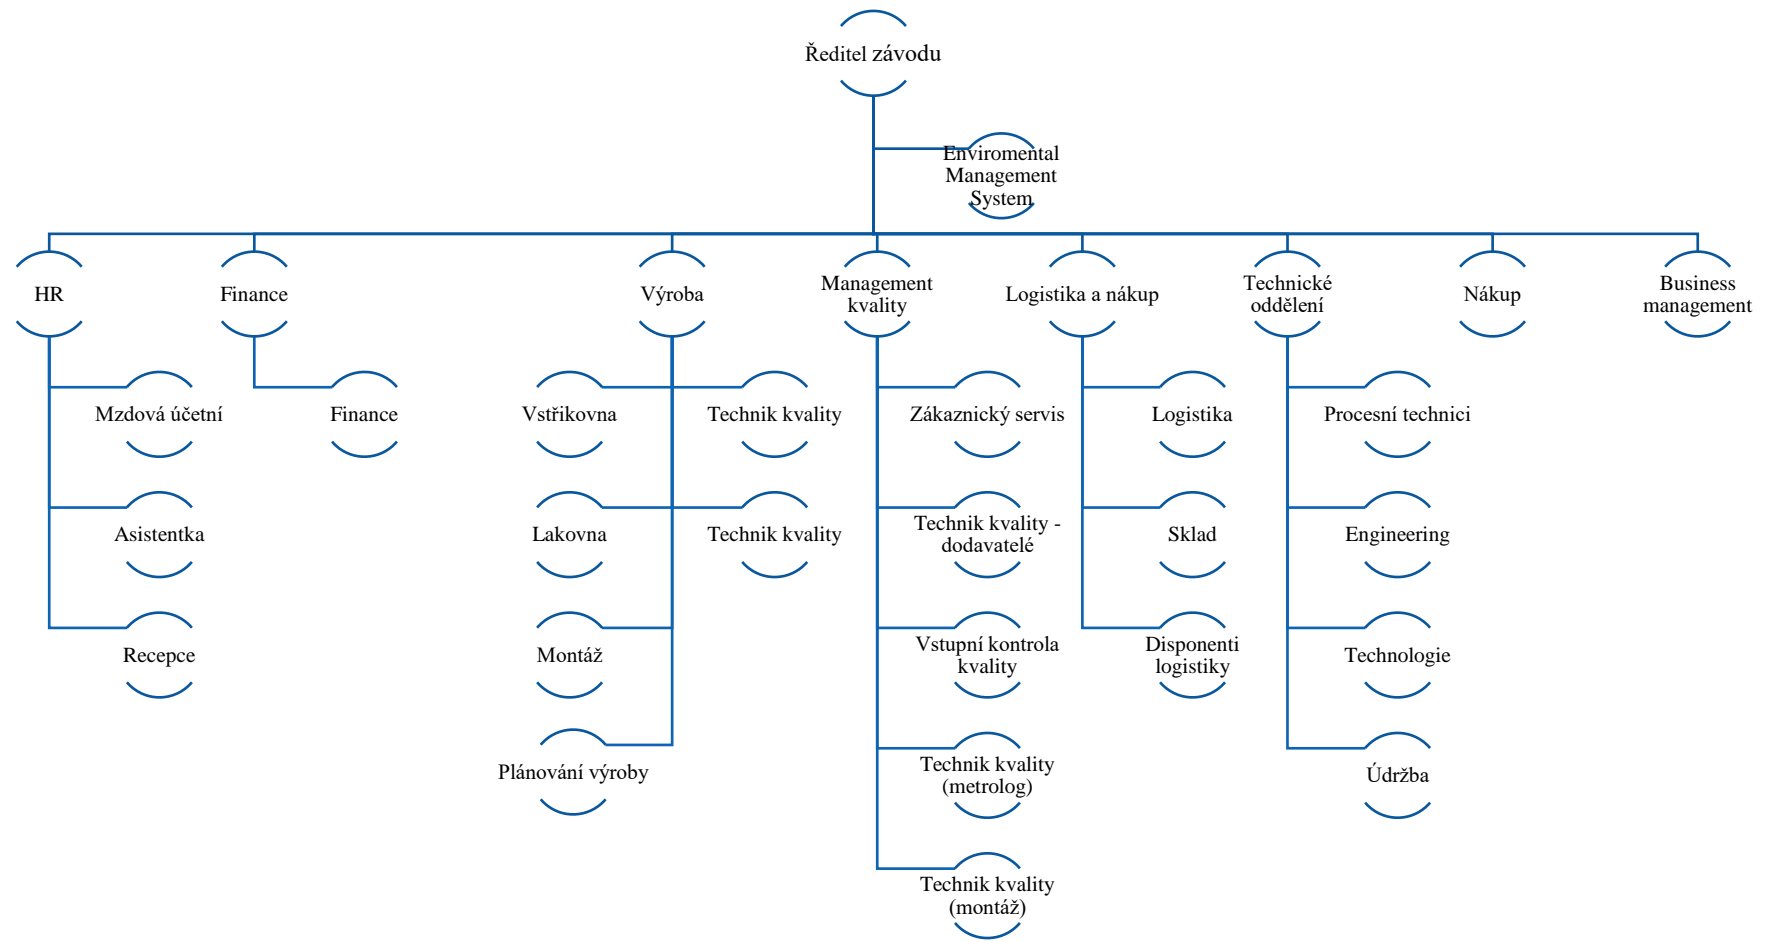 Ředitel závodu
Enviromental
Management
System
HR
Finance
Výroba
Management
kvality
Logistika a nákup
Technické
oddělení
Nákup
Business
management
Mzdová účetní
Finance
Vstřikovna
Technik kvality
Zákaznický servis
Logistika
Procesní technici
Asistentka
Lakovna
Technik kvality
Technik kvality -
dodavatelé
Sklad
Engineering
Recepce
Montáž
Vstupní kontrola
kvality
Disponenti
logistiky
Technologie
Plánování výroby
Technik kvality
(metrolog)
Údržba
Technik kvality
(montáž)